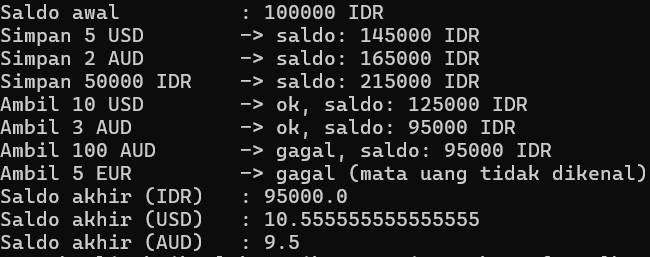 Saldo awal : 100000 IDR
Simpan 5 USD -> saldo: 145000 IDR
Simpan 2 AUD -> saldo: 165000 IDR
Simpan 50000 IDR -> saldo: 215000 IDR
Ambil 10 USD -> ok, saldo: 125000 IDR
Ambil 3 AUD -> ok, saldo: 95000 IDR
Ambil 100 AUD -> gagal, saldo: 95000 IDR
Ambil 5 EUR -> gagal (mata uang tidak dikenal)
Saldo akhir (IDR) : 95000.0
Saldo akhir (USD) : 10.555555555555555
Saldo akhir (AUD) : 9.5